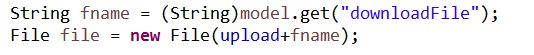 String fname = (String)model.get("downloadFile");
File file = new File(upload+fname);